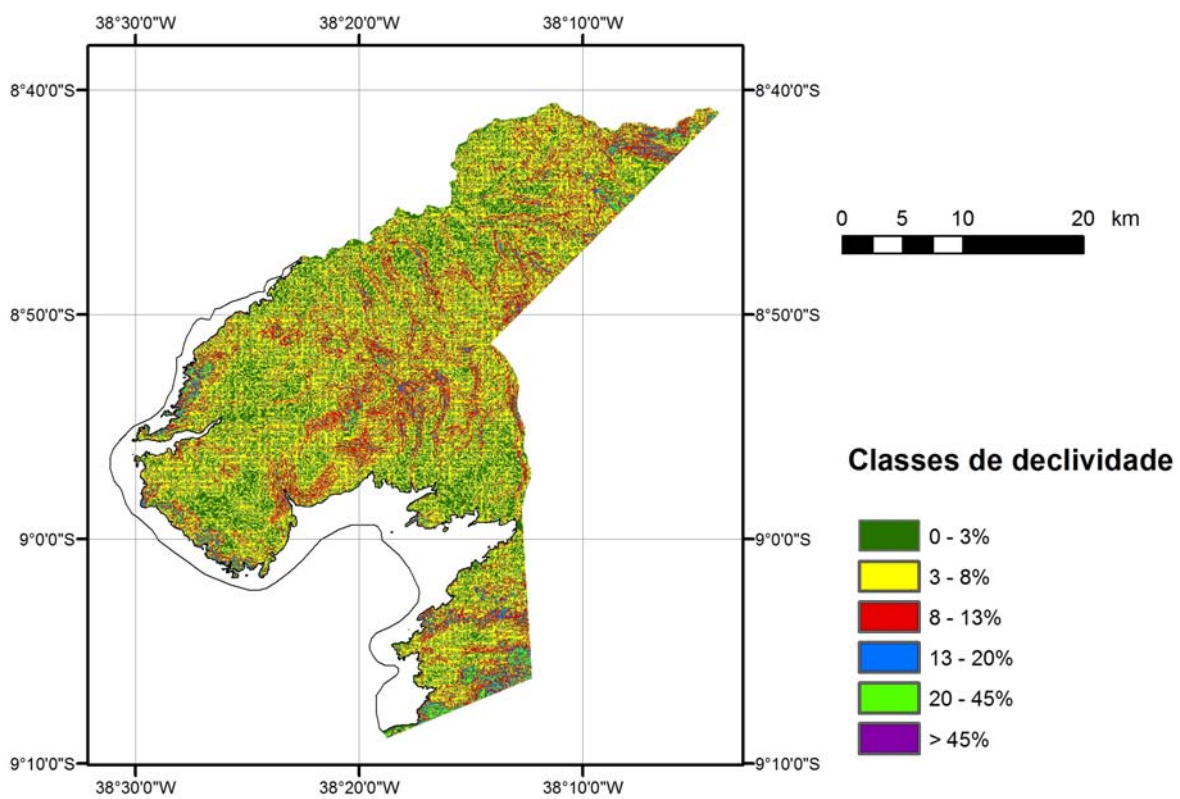 38°30'0"W 38°20'0"W 38°10'0"W
8°40'0"S 8°40'0"S
0 5 10 20 km
8°50'0"S 8°50'0"S
Classes de declividade
0 - 3%
9°0'0"S 9°0'0"S
3 - 8%
8 - 13%
13 - 20%
20 - 45%
> 45%
9°10'0"S 9°10'0"S
38°30'0"W 38°20'0"W 38°10'0"W